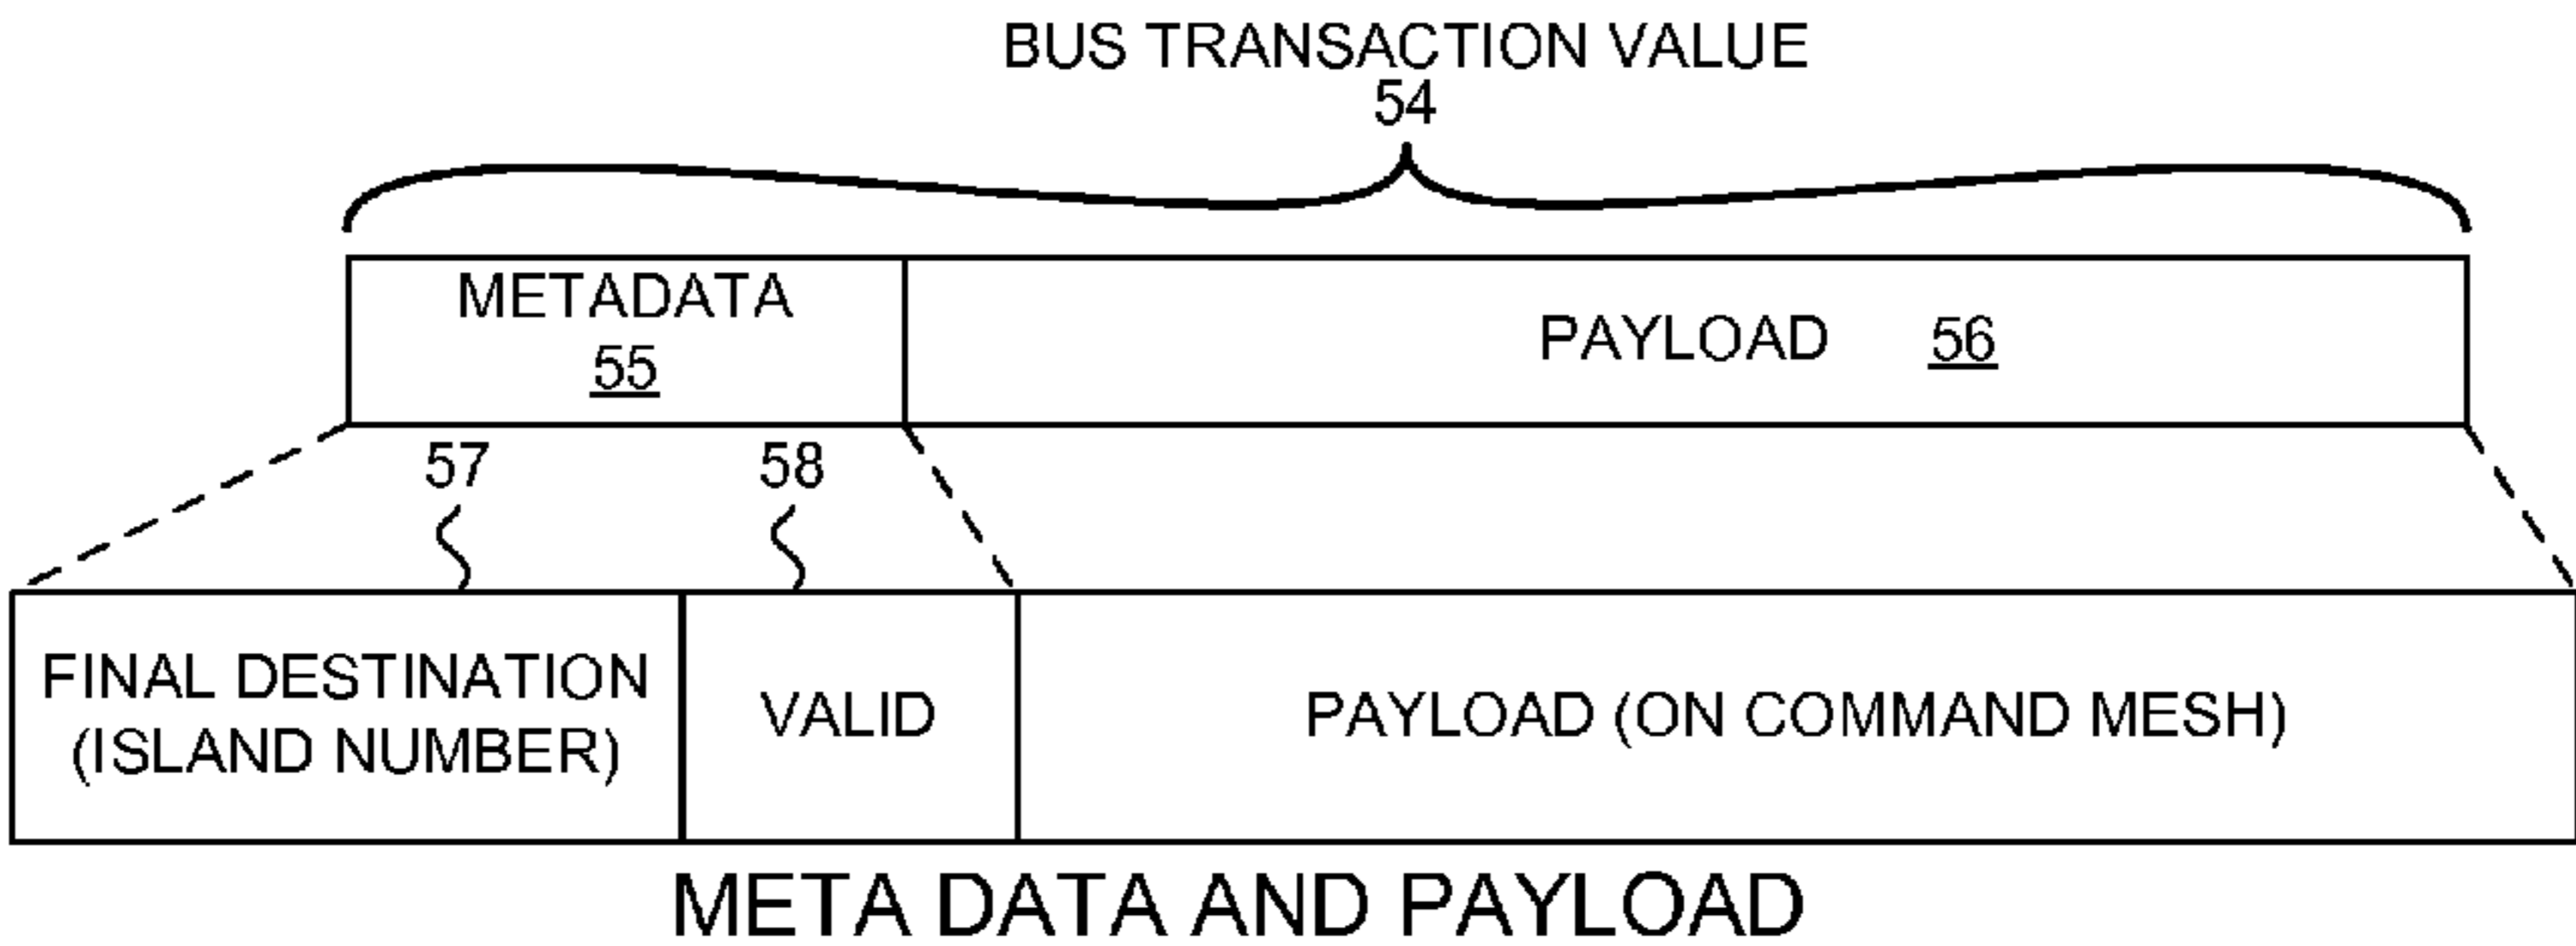 BUS TRANSACTION VALUE
54
METADATA
55
PAYLOAD 56
57 58
FINAL DESTINATION
(ISLAND NUMBER)
VALID
PAYLOAD (ON COMMAND MESH)
META DATA AND PAYLOAD